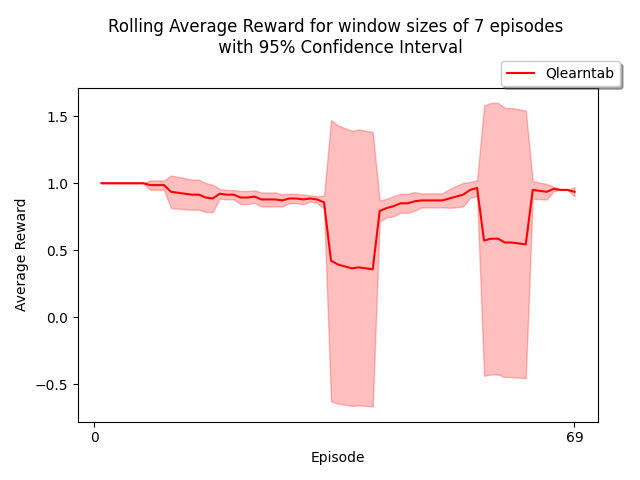 Rolling Average Reward for window sizes of 7 episodes
with 95% Confidence Interval
Qlearntab
1.5
1.0
0.5
0.0
−0.5
Average Reward
0
69
Episode